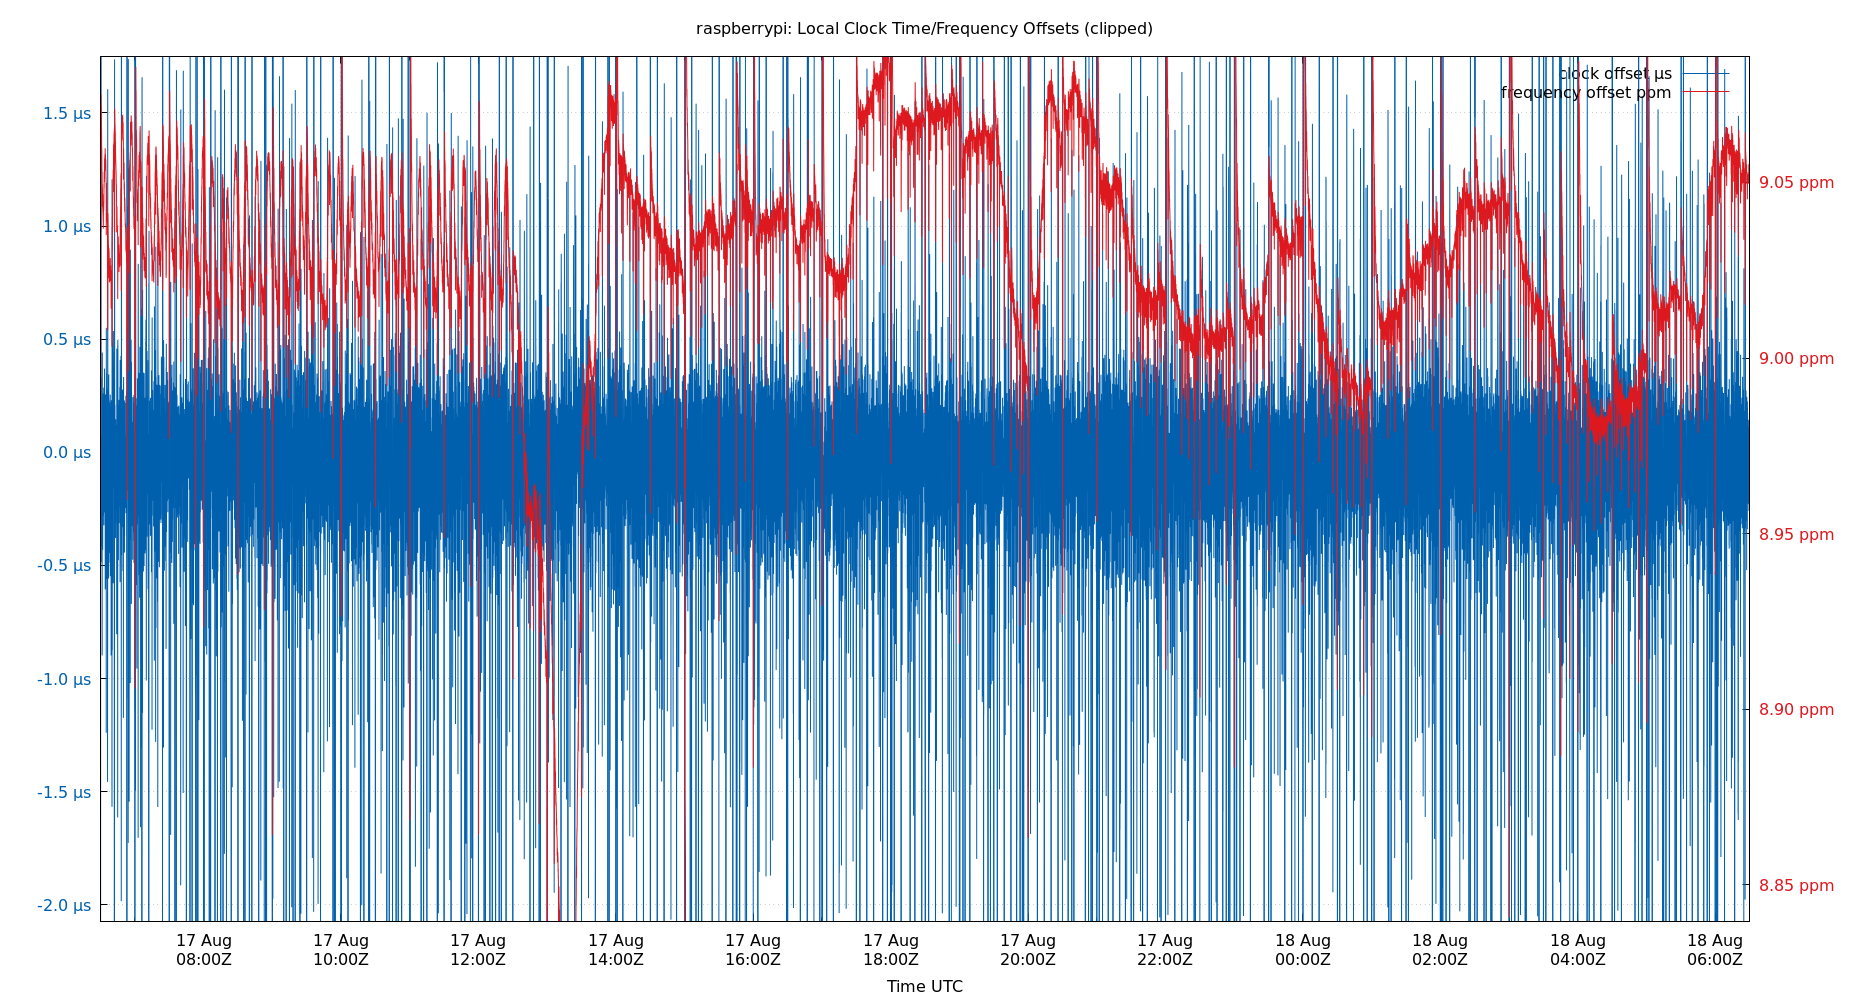 raspberrypi: Local Clock Time/Frequency Offsets (clipped)
clock offset µs
frequency offset ppm
1.5 µs
1.0 µs
0.5 µs
0.0 µs
-0.5 µs
-1.0 µs
-1.5 µs
-2.0 µs
9.05 ppm
9.00 ppm
8.95 ppm
8.90 ppm
8.85 ppm
17 Aug
08:00Z
17 Aug
10:00Z
17 Aug
12:00Z
17 Aug
14:00Z
17 Aug
16:00Z
17 Aug
18:00Z
17 Aug
20:00Z
17 Aug
22:00Z
18 Aug
00:00Z
18 Aug
02:00Z
18 Aug
04:00Z
18 Aug
06:00Z
Time UTC